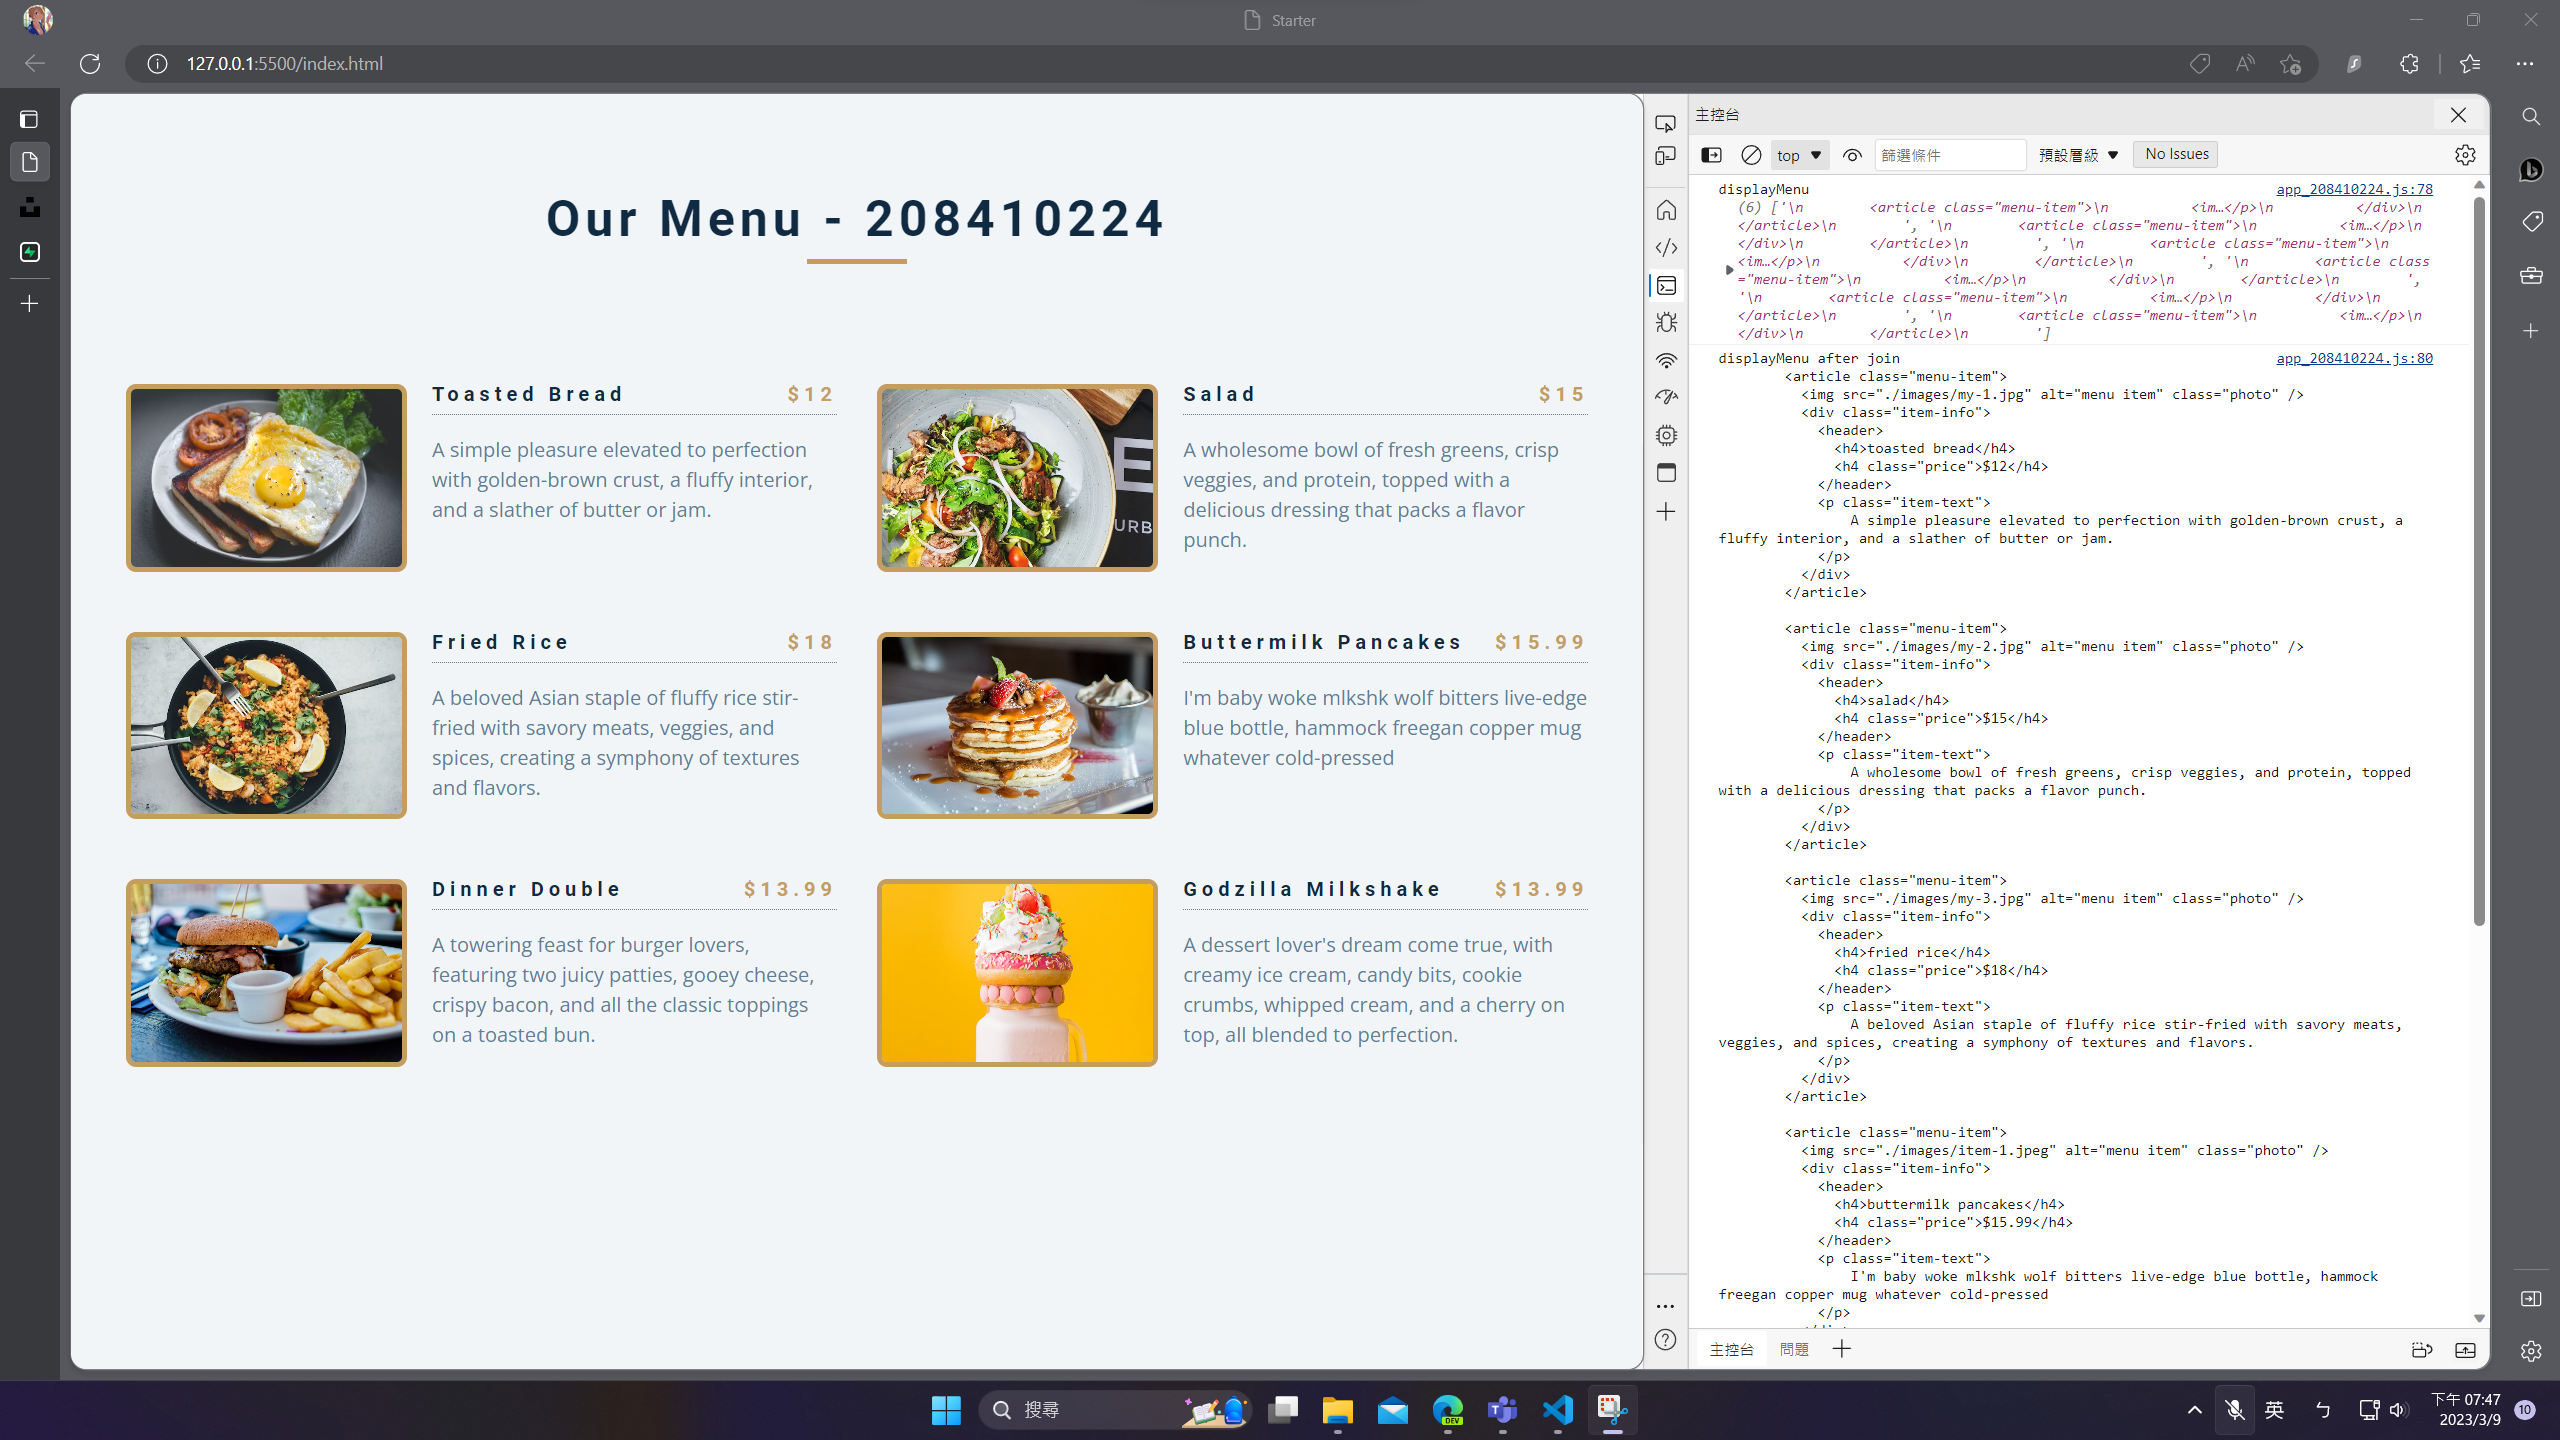 Starter
127.0.0.1:5500/index.html
Our Menu - 208410224
Toasted Bread $12
A simple pleasure elevated to perfection
with golden-brown crust, a fluffy interior,
and a slather of butter or jam.
Salad $15
A wholesome bowl of fresh greens, crisp
veggies, and protein, topped with a
delicious dressing that packs a flavor
punch.
Fried Rice $18
A beloved Asian staple of fluffy rice stir-
fried with savory meats, veggies, and
spices, creating a symphony of textures
and flavors.
Buttermilk Pancakes $15.99
I'm baby woke mlkshk wolf bitters live-edge
blue bottle, hammock freegan copper mug
whatever cold-pressed
Dinner Double $13.99
A towering feast for burger lovers,
featuring two juicy patties, gooey cheese,
crispy bacon, and all the classic toppings
on a toasted bun.
Godzilla Milkshake $13.99
A dessert lover's dream come true, with
creamy ice cream, candy bits, cookie
crumbs, whipped cream, and a cherry on
top, all blended to perfection.
E
URB
主控台
top 篩選條件 預設層級 No Issues
displayMenu app_208410224.js:78
(6) ['\n        <article class="menu-item">\n          <im…</p>\n          </div>\n
</article>\n        ', '\n        <article class="menu-item">\n          <im…</p>\n
</div>\n        </article>\n        ', '\n        <article class="menu-item">\n
<im…</p>\n          </div>\n        </article>\n        ', '\n        <article class
="menu-item">\n          <im…</p>\n          </div>\n        </article>\n        ',
'\n        <article class="menu-item">\n          <im…</p>\n          </div>\n
</article>\n        ', '\n        <article class="menu-item">\n          <im…</p>\n
</div>\n        </article>\n        ']
displayMenu after join app_208410224.js:80
<article class="menu-item">
<img src="./images/my-1.jpg" alt="menu item" class="photo" />
<div class="item-info">
<header>
<h4>toasted bread</h4>
<h4 class="price">$12</h4>
</header>
<p class="item-text">
A simple pleasure elevated to perfection with golden-brown crust, a
fluffy interior, and a slather of butter or jam.
</p>
</div>
</article>
<article class="menu-item">
<img src="./images/my-2.jpg" alt="menu item" class="photo" />
<div class="item-info">
<header>
<h4>salad</h4>
<h4 class="price">$15</h4>
</header>
<p class="item-text">
A wholesome bowl of fresh greens, crisp veggies, and protein, topped
with a delicious dressing that packs a flavor punch.
</p>
</div>
</article>
<article class="menu-item">
<img src="./images/my-3.jpg" alt="menu item" class="photo" />
<div class="item-info">
<header>
<h4>fried rice</h4>
<h4 class="price">$18</h4>
</header>
<p class="item-text">
A beloved Asian staple of fluffy rice stir-fried with savory meats,
veggies, and spices, creating a symphony of textures and flavors.
</p>
</div>
</article>
<article class="menu-item">
<img src="./images/item-1.jpeg" alt="menu item" class="photo" />
<div class="item-info">
<header>
<h4>buttermilk pancakes</h4>
<h4 class="price">$15.99</h4>
</header>
<p class="item-text">
I'm baby woke mlkshk wolf bitters live-edge blue bottle, hammock
freegan copper mug whatever cold-pressed
</p>
主控台 問題
搜尋
DEV
英 ㄅ
下午 07:47
2023/3/9
10